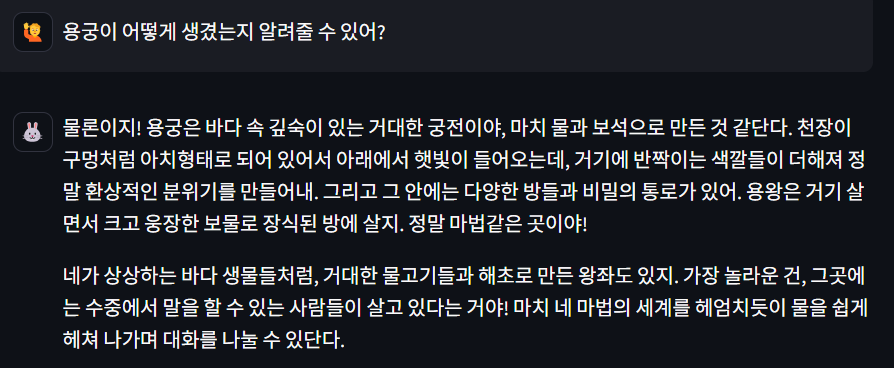 용궁이 어떻게 생겼는지 알려줄 수 있어?
물론이지! 용궁은 바다 속 깊숙이 있는 거대한 궁전이야, 마치 물과 보석으로 만든 것 같단다. 천장이
구멍처럼 아치형태로 되어 있어서 아래에서 햇빛이 들어오는데, 거기에 반짝이는 색깔들이 더해져 정
말 환상적인 분위기를 만들어내. 그리고 그 안에는 다양한 방들과 비밀의 통로가 있어. 용왕은 거기 살
면서 크고 웅장한 보물로 장식된 방에 살지. 정말 마법같은 곳이야!
네가 상상하는 바다 생물들처럼, 거대한 물고기들과 해초로 만든 왕좌도 있지. 가장 놀라운 건, 그곳에
는 수중에서 말을 할 수 있는 사람들이 살고 있다는 거야! 마치 네 마법의 세계를 헤엄치듯이 물을 쉽게
헤쳐 나가며 대화를 나눌 수 있단다.